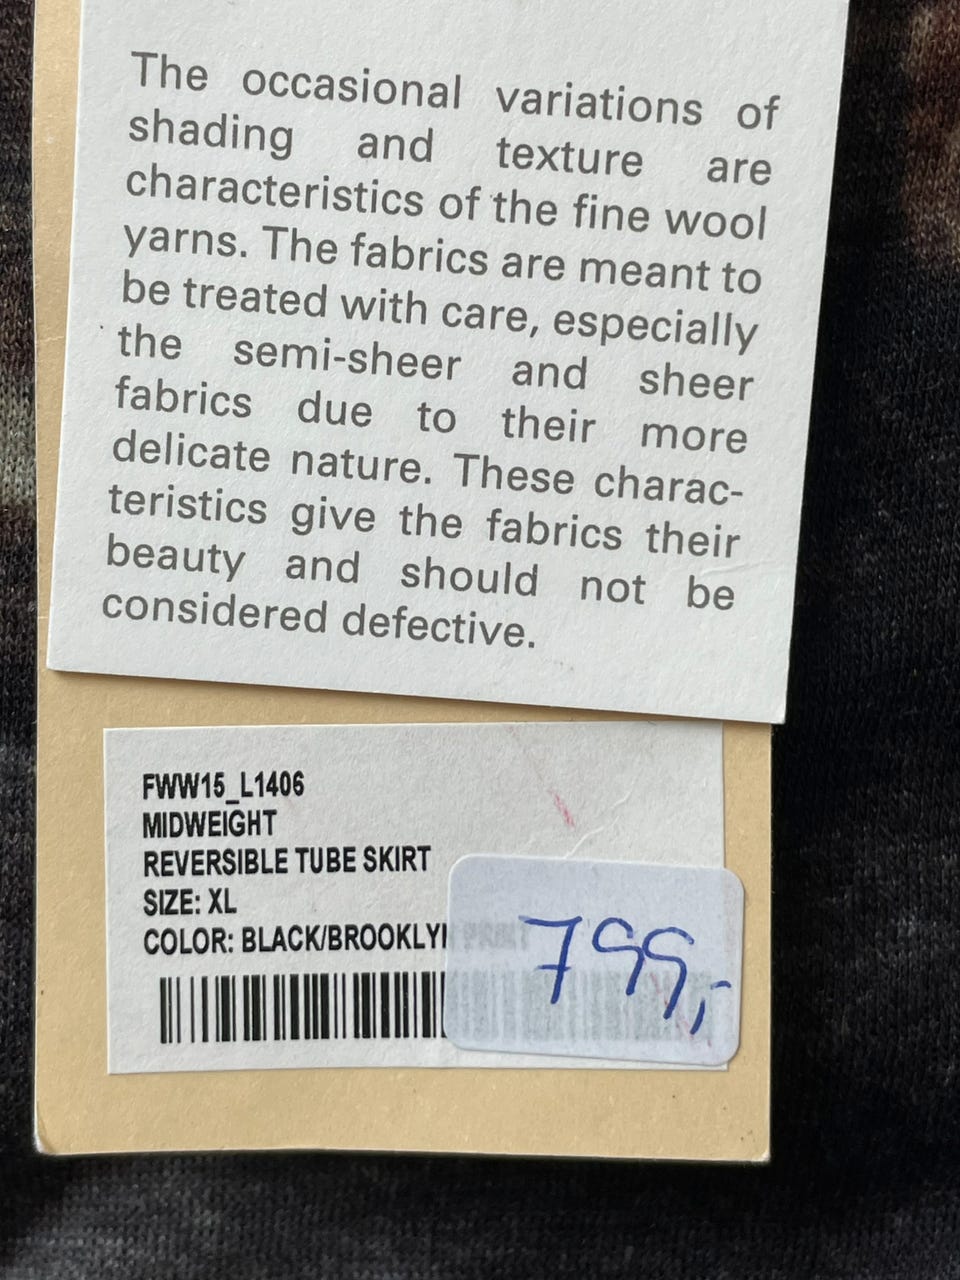 The occasional variations of
shading and texture are
characteristics of the fine wool
yarns. The fabrics are meant to
be treated with care, especially
the semi-sheer and sheer
fabrics due to their more
delicate nature. These charac-
teristics give the fabrics their
beauty and should not be
considered defective.
FWW15_L1406
MIDWEIGHT
REVERSIBLE TUBE SKIRT
SIZE: XL
COLOR: BLACK/BROOKLYN PRINT
799,-